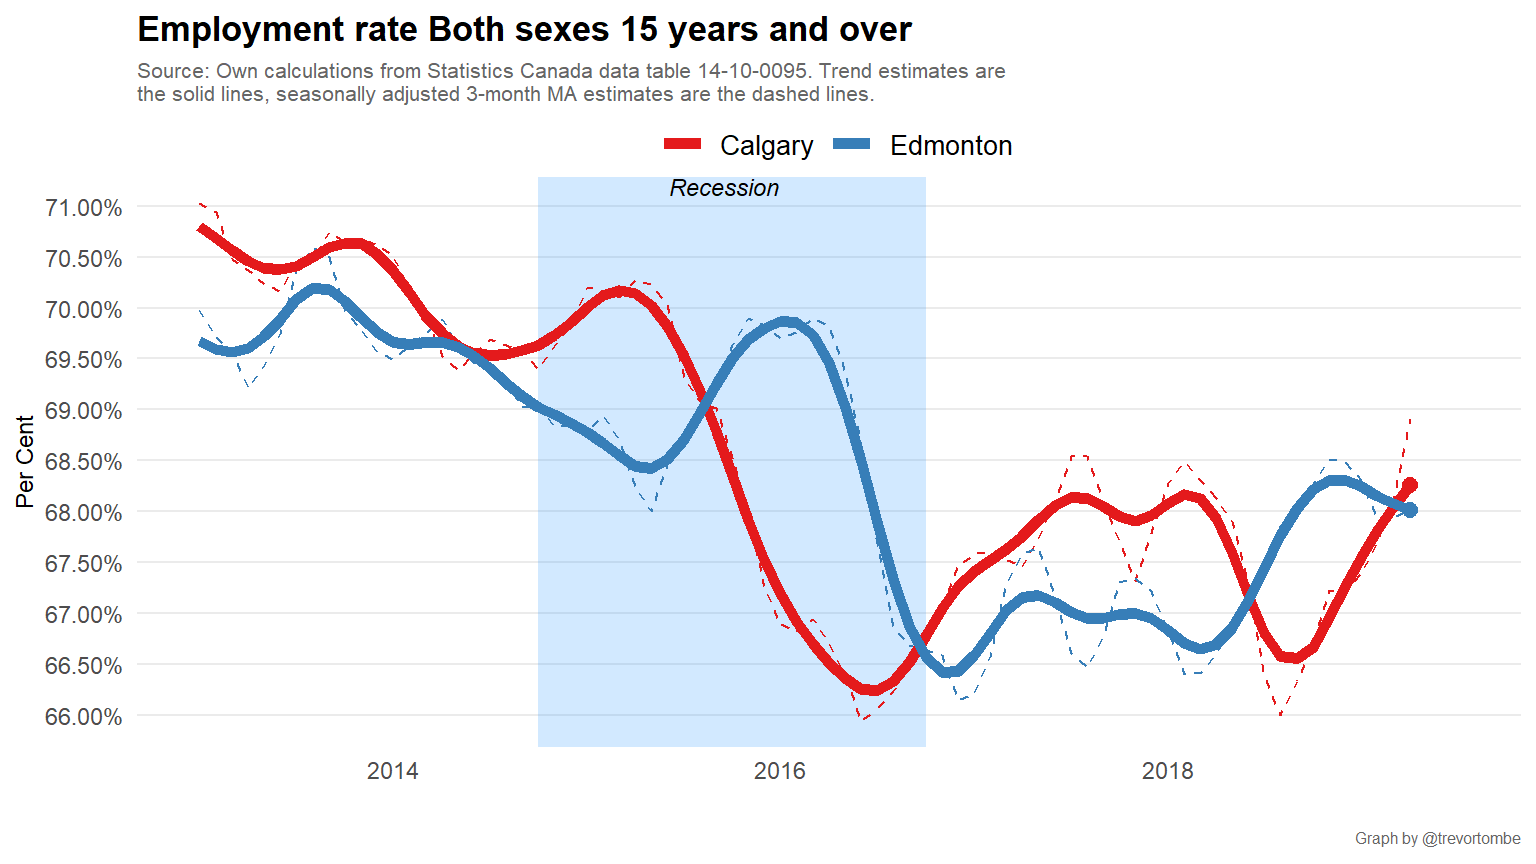 Employment rate Both sexes 15 years and over
Source: Own calculations from Statistics Canada data table 14-10-0095. Trend estimates are
the solid lines, seasonally adjusted 3-month MA estimates are the dashed lines.
Calgary Edmonton
Recession
71.00%
70.50%
70.00%
69.50%
69.00%
68.50%
68.00%
67.50%
67.00%
66.50%
66.00%
Per Cent
2014 2016 2018
Graph by @trevortombe